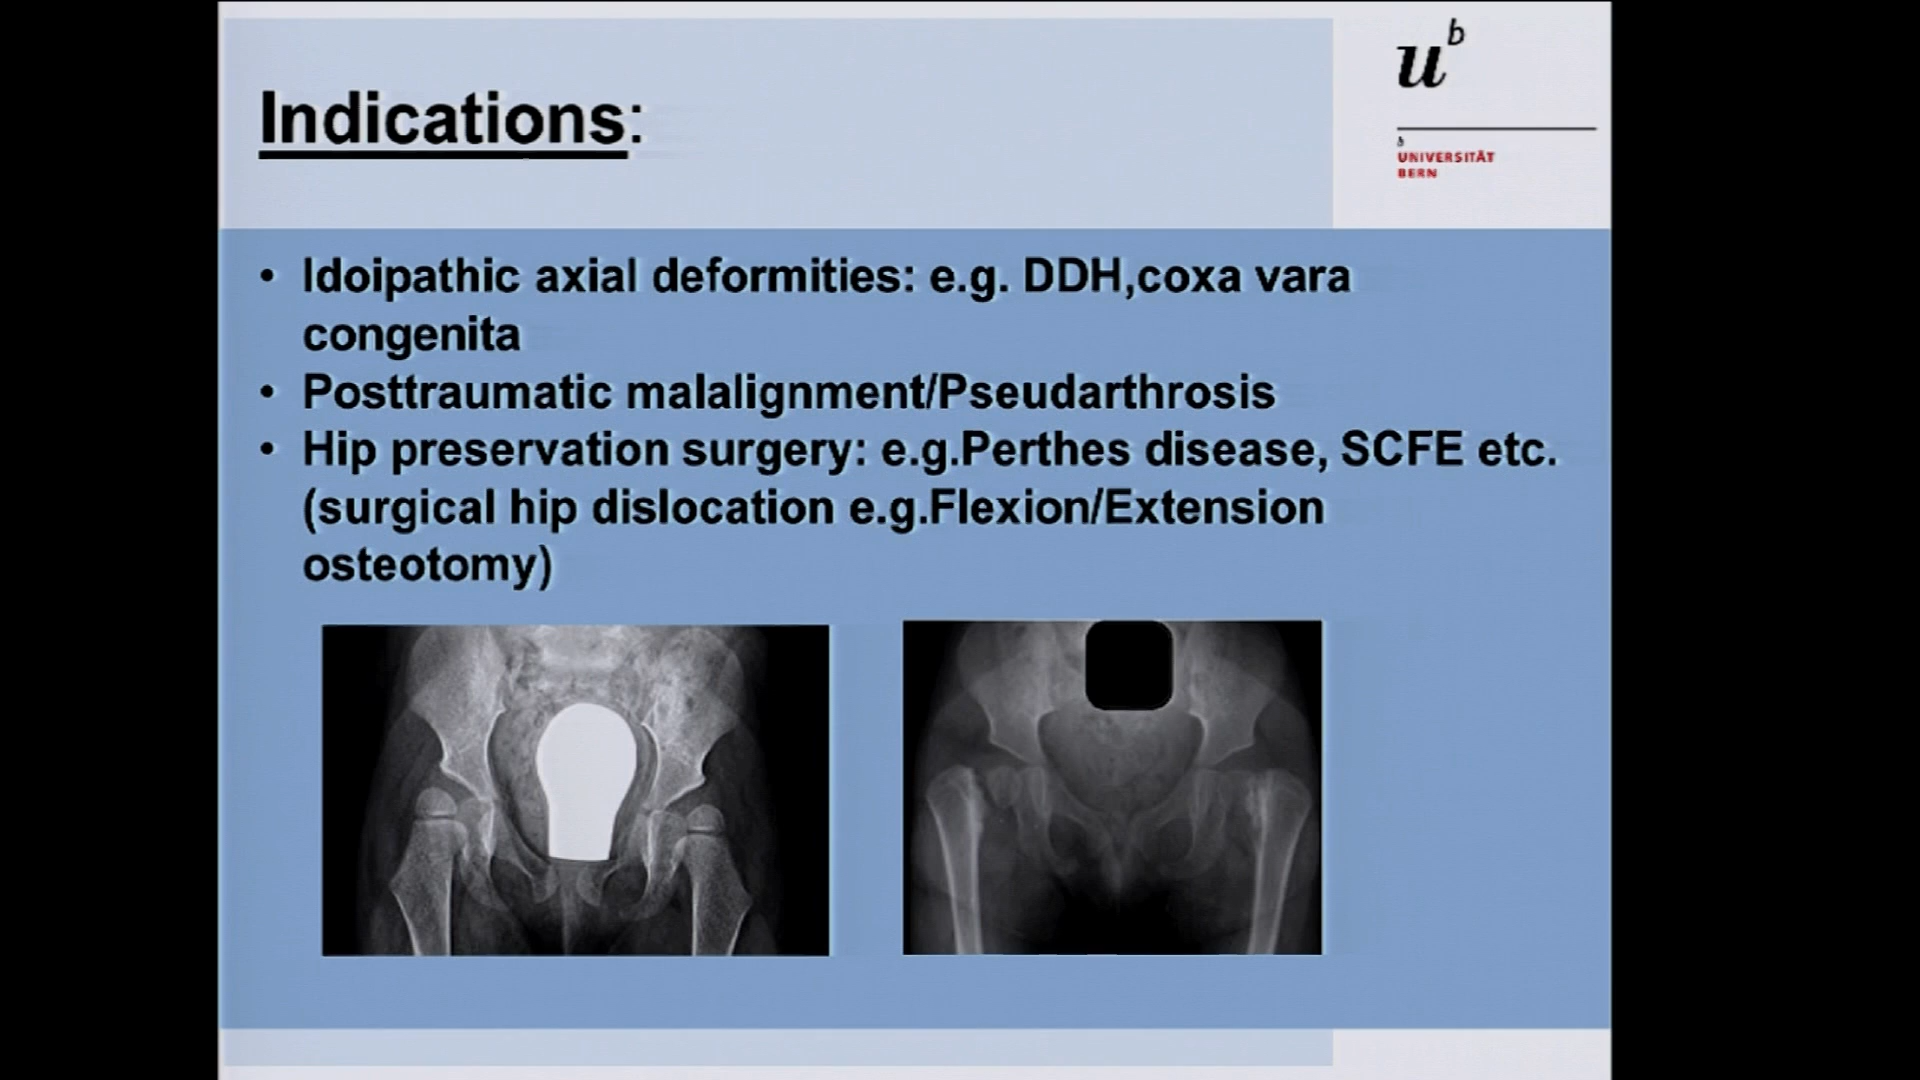 Indications:
u b
b
UNIVERSITÄT
BERN
• Idoipathic axial deformities: e.g. DDH,coxa vara
congenita
• Posttraumatic malalignment/Pseudarthrosis
• Hip preservation surgery: e.g.Perthes disease, SCFE etc.
(surgical hip dislocation e.g.Flexion/Extension
osteotomy)